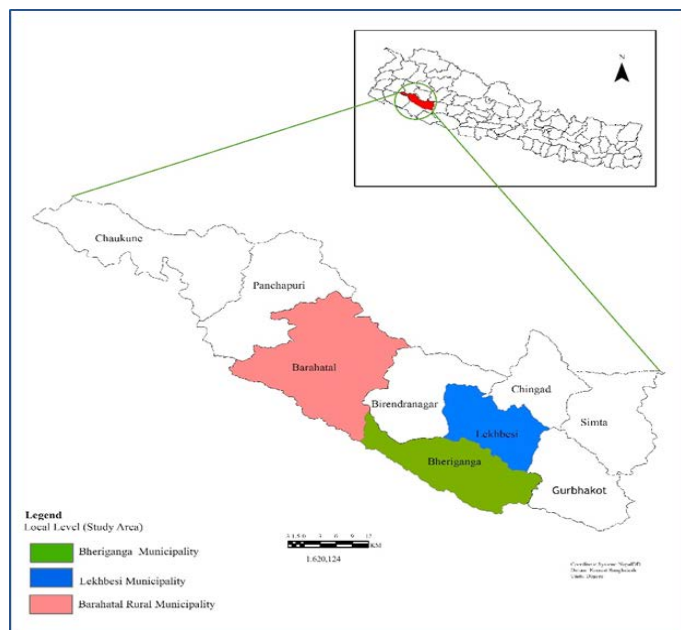 N
Chaukune
Panchapuri
Barahatal
Birendranagar
Chingad
Simta
Lekhbesi
Bheriganga
Gurbhakot
Legend
Local Level (Study Area)
Bheriganga Municipality
Lekhbesi Municipality
Barahatal Rural Municipality
KM
1:620,124